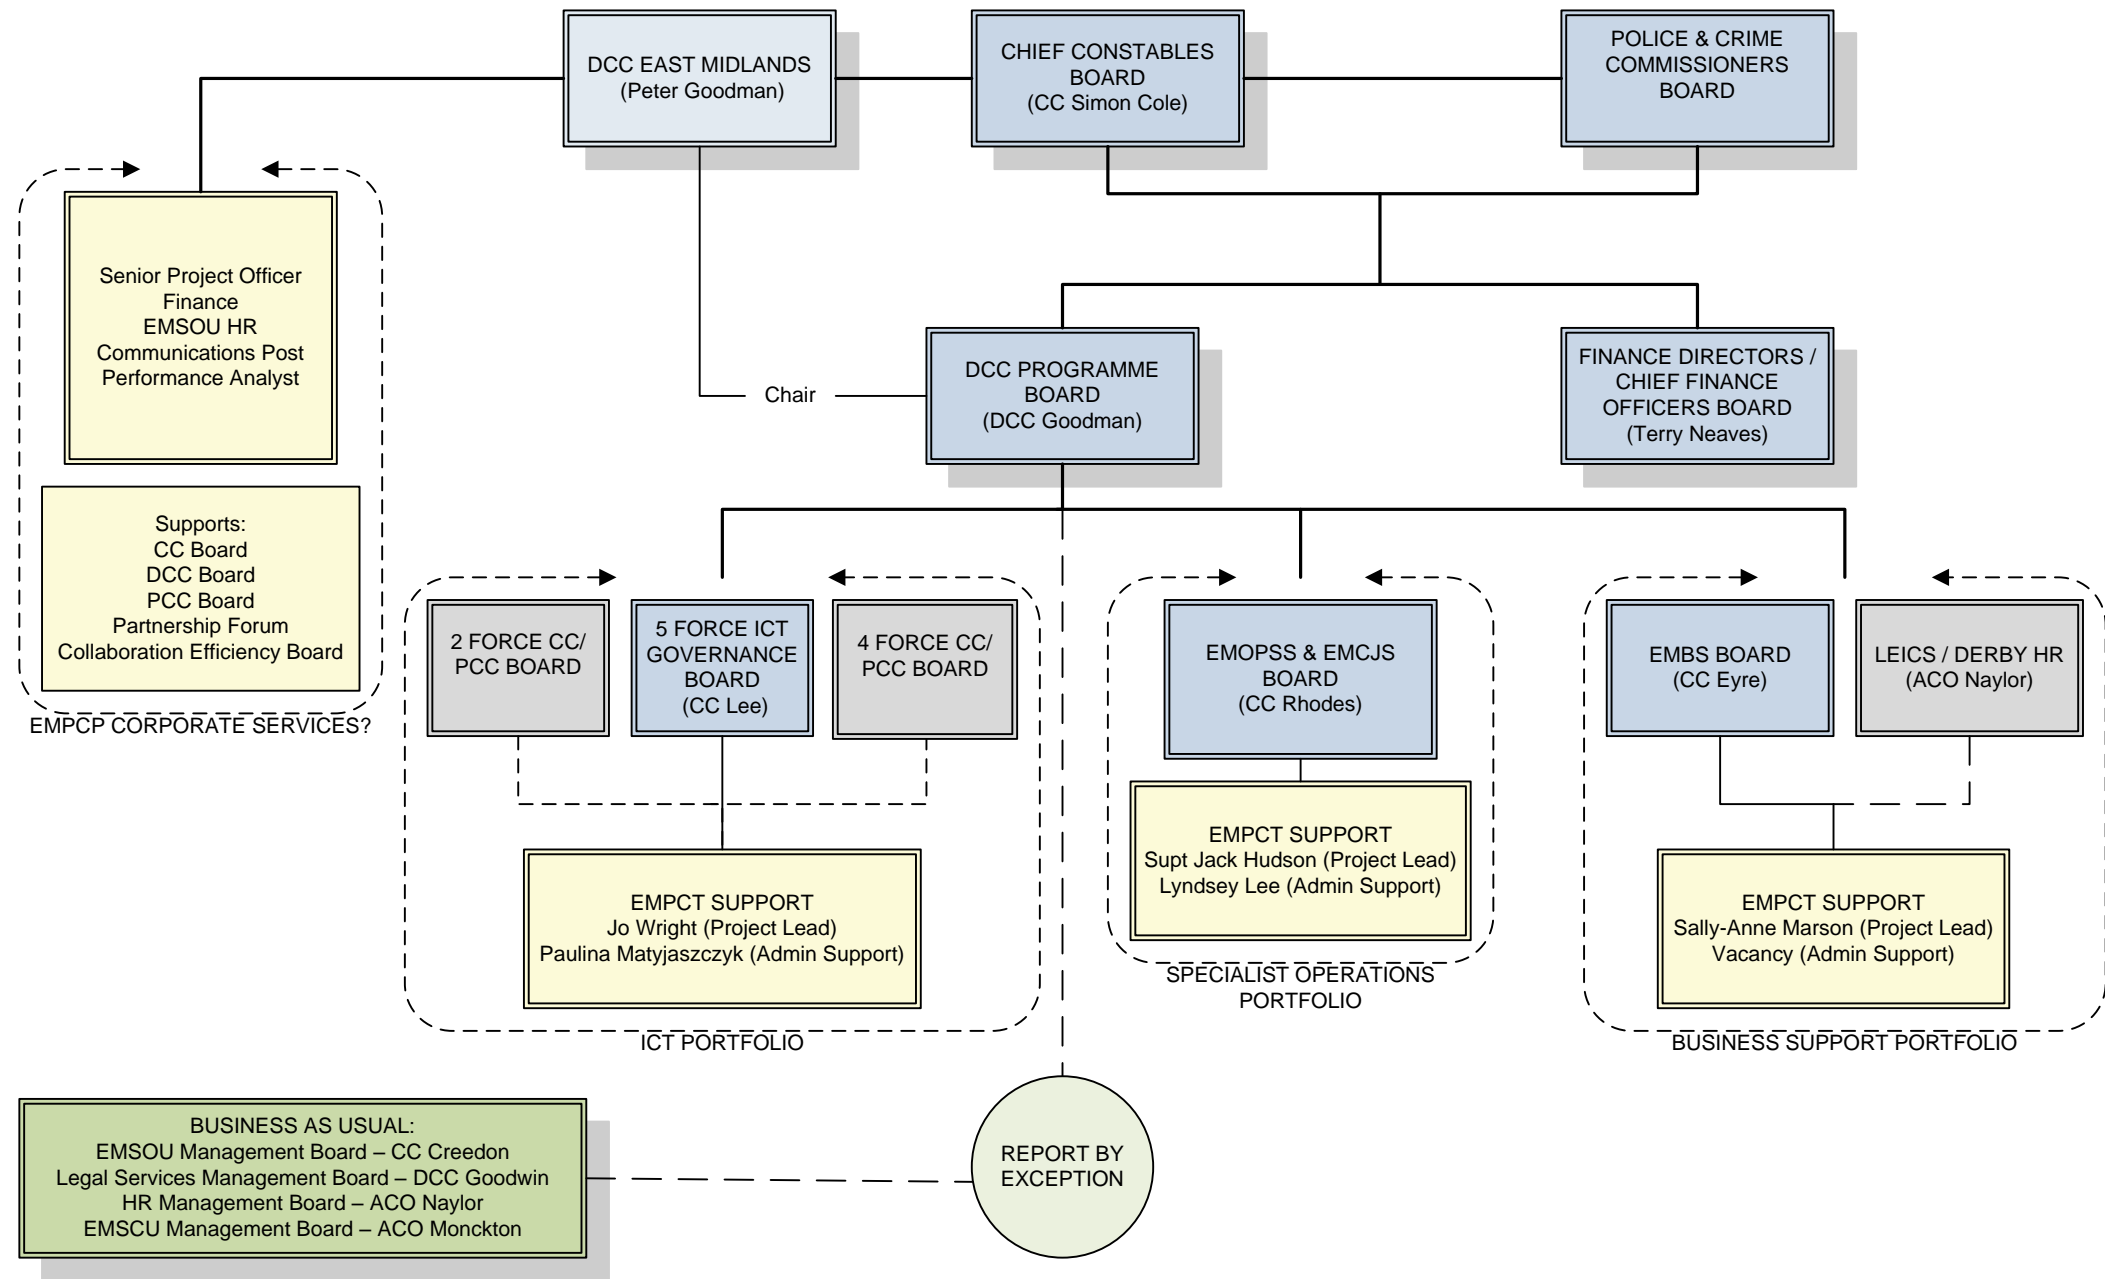 DCC EAST MIDLANDS
(Peter Goodman)
CHIEF CONSTABLES
BOARD
(CC Simon Cole)
POLICE & CRIME
COMMISSIONERS
BOARD
Senior Project Officer
Finance
EMSOU HR
Communications Post
Performance Analyst
Supports:
CC Board
DCC Board
PCC Board
Partnership Forum
Collaboration Efficiency Board
EMPCP CORPORATE SERVICES?
Chair
DCC PROGRAMME
BOARD
(DCC Goodman)
FINANCE DIRECTORS /
CHIEF FINANCE
OFFICERS BOARD
(Terry Neaves)
2 FORCE CC/
PCC BOARD
5 FORCE ICT
GOVERNANCE
BOARD
(CC Lee)
4 FORCE CC/
PCC BOARD
EMPCT SUPPORT
Jo Wright (Project Lead)
Paulina Matyjaszczyk (Admin Support)
ICT PORTFOLIO
EMOPSS & EMCJS
BOARD
(CC Rhodes)
EMPCT SUPPORT
Supt Jack Hudson (Project Lead)
Lyndsey Lee (Admin Support)
SPECIALIST OPERATIONS
PORTFOLIO
EMBS BOARD
(CC Eyre)
LEICS / DERBY HR
(ACO Naylor)
EMPCT SUPPORT
Sally-Anne Marson (Project Lead)
Vacancy (Admin Support)
BUSINESS SUPPORT PORTFOLIO
BUSINESS AS USUAL:
EMSOU Management Board – CC Creedon
Legal Services Management Board – DCC Goodwin
HR Management Board – ACO Naylor
EMSCU Management Board – ACO Monckton
REPORT BY
EXCEPTION